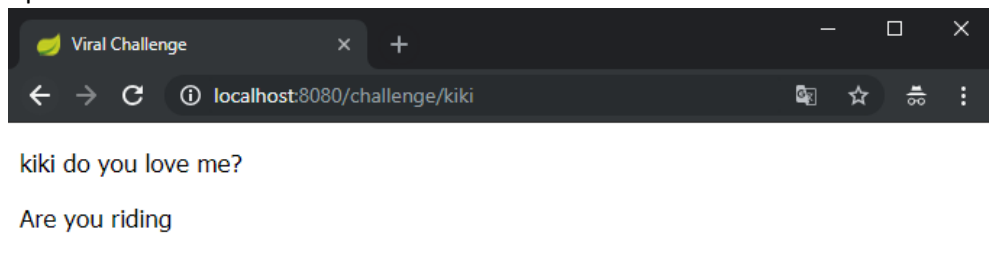 Viral Challenge
localhost:8080/challenge/kiki
kiki do you love me?
Are you riding